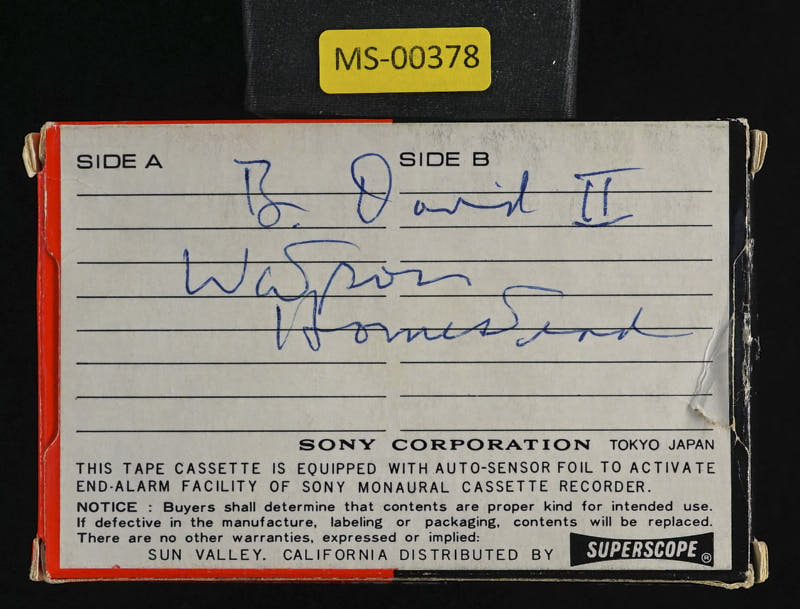 MS-00378
SIDE A SIDE B
B. David II
Watson
Homestead
SONY CORPORATION TOKYO JAPAN
THIS TAPE CASSETTE IS EQUIPPED WITH AUTO-SENSOR FOIL TO ACTIVATE
END-ALARM FACILITY OF SONY MONAURAL CASSETTE RECORDER.
NOTICE : Buyers shall determine that contents are proper kind for intended use.
If defective in the manufacture, labeling or packaging, contents will be replaced.
There are no other warranties, expressed or implied:
SUN VALLEY. CALIFORNIA DISTRIBUTED BY SUPERSCOPE®